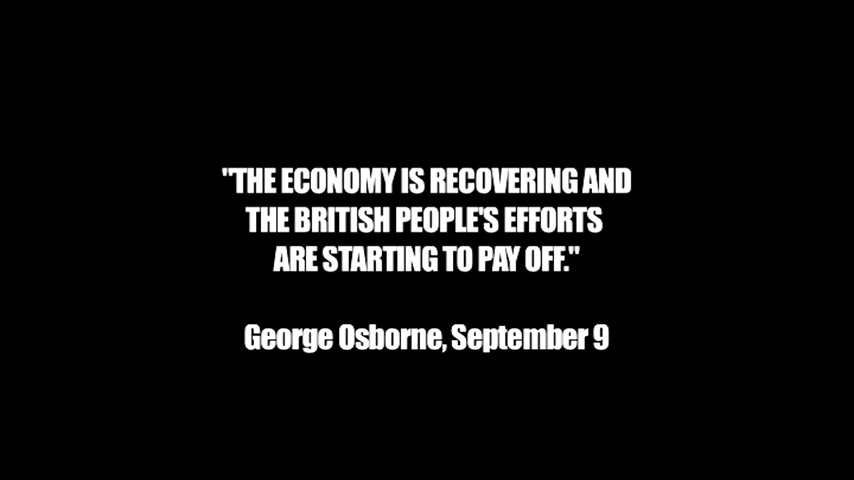 "THE ECONOMY IS RECOVERING AND
THE BRITISH PEOPLE'S EFFORTS
ARE STARTING TO PAY OFF."
George Osborne, September 9